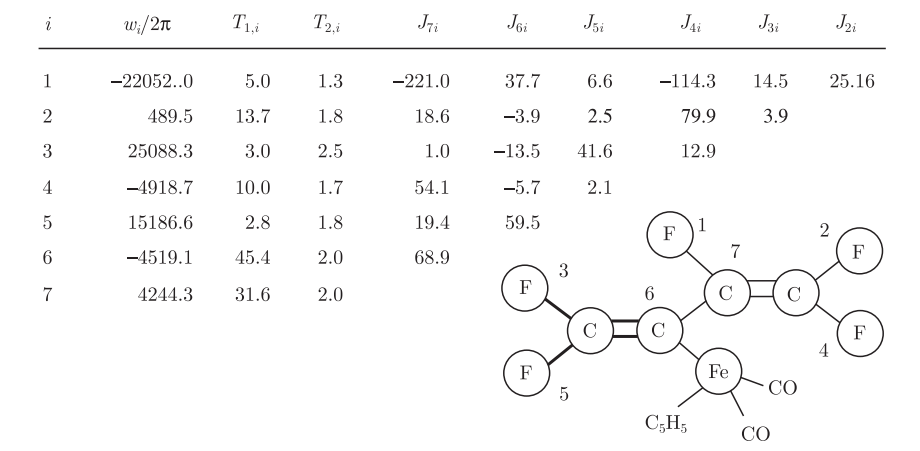 i w_i/2π T_{1,i} T_{2,i} J_{7i} J_{6i} J_{5i} J_{4i} J_{3i} J_{2i}
1 −22052..0 5.0 1.3 −221.0 37.7 6.6 −114.3 14.5 25.16
2 489.5 13.7 1.8 18.6 −3.9 2.5 79.9 3.9
3 25088.3 3.0 2.5 1.0 −13.5 41.6 12.9
4 −4918.7 10.0 1.7 54.1 −5.7 2.1
5 15186.6 2.8 1.8 19.4 59.5
6 −4519.1 45.4 2.0 68.9
7 4244.3 31.6 2.0
F 1
7
2 F
F 3
6
C C
C C
F 5
F 4
Fe
CO
C₅H₅
CO